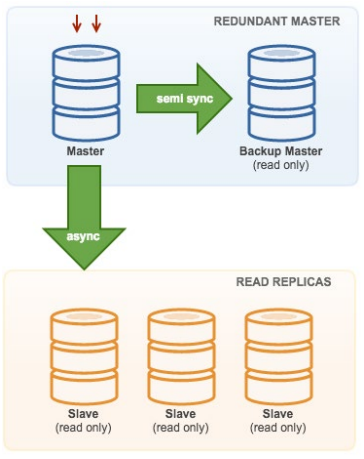 REDUNDANT MASTER
semi sync
Master
Backup Master
(read only)
async
READ REPLICAS
Slave
(read only)
Slave
(read only)
Slave
(read only)